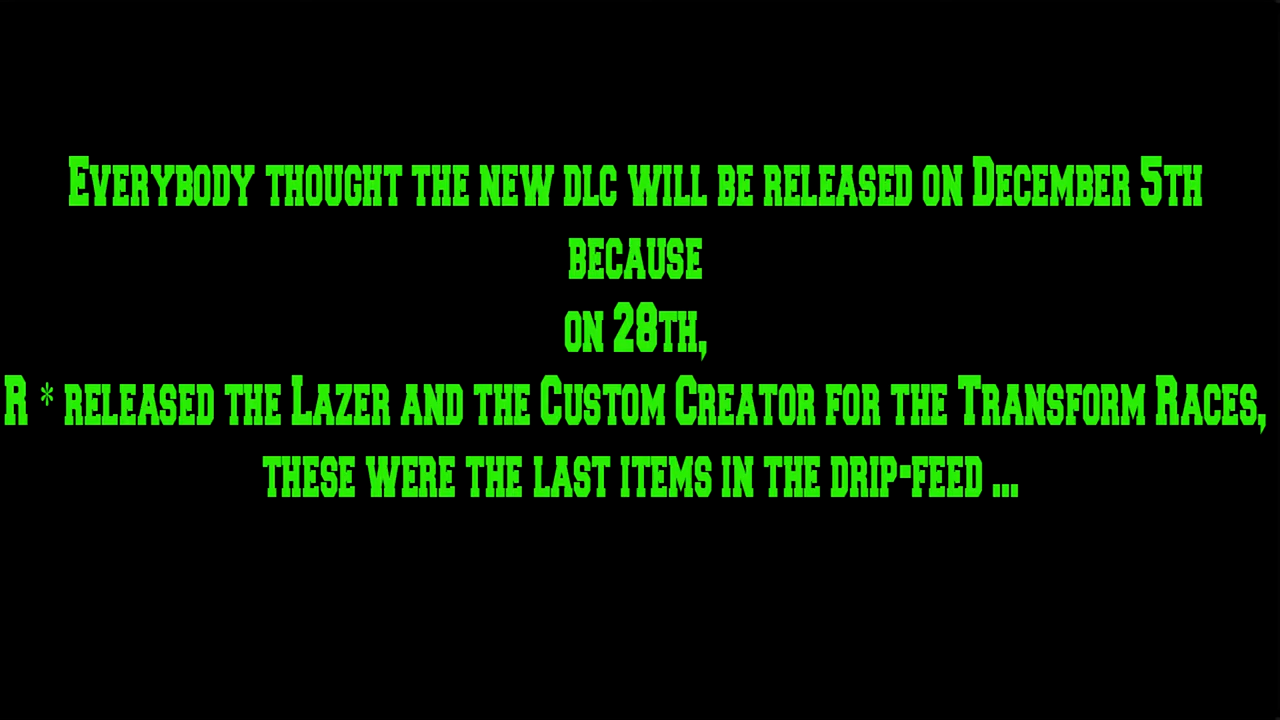 Everybody thought the new dlc will be released on December 5th
because
on 28th,
R * released the Lazer and the Custom Creator for the Transform Races,
these were the last items in the drip-feed ...